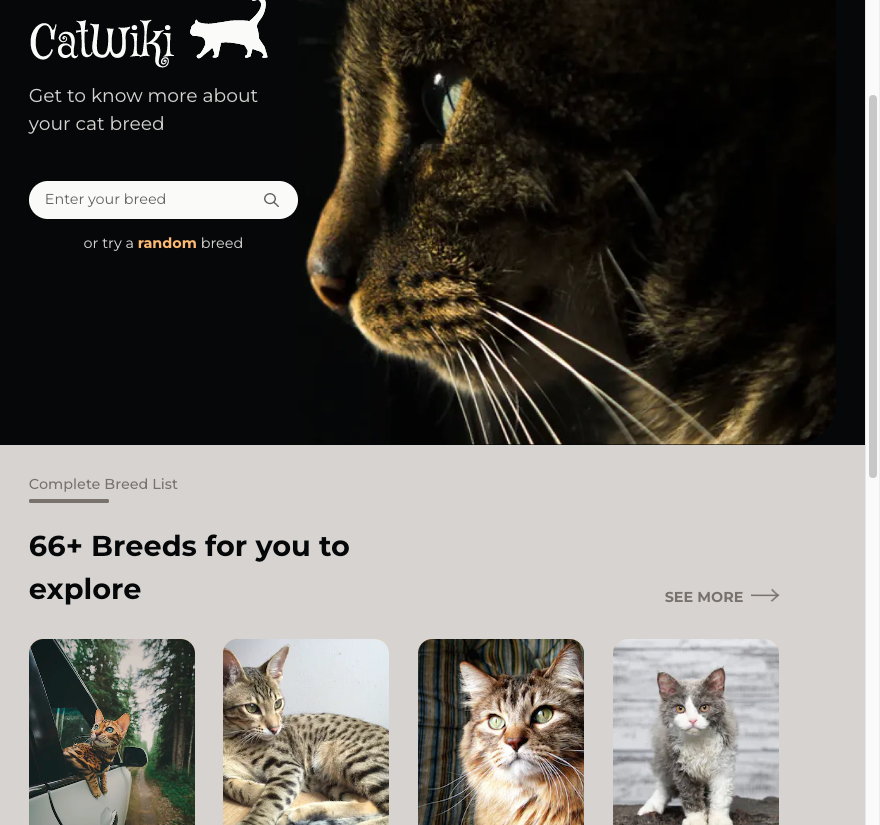 CatWiki
Get to know more about
your cat breed
Enter your breed
or try a random breed
Complete Breed List
66+ Breeds for you to
explore
SEE MORE